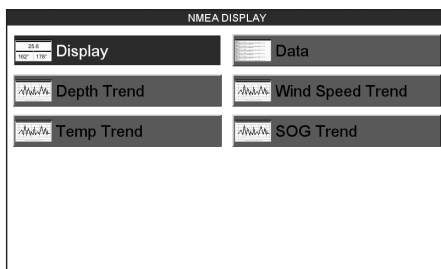 NMEA DISPLAY
25.6
162° 178°
Display
Data
Depth Trend
Wind Speed Trend
Temp Trend
SOG Trend